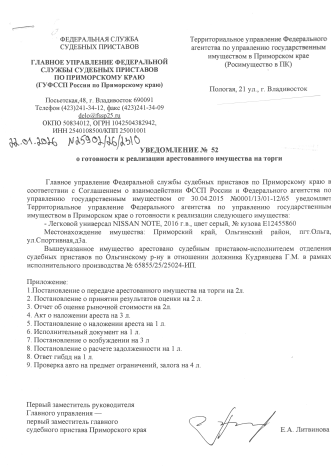 ФЕДЕРАЛЬНАЯ СЛУЖБА
СУДЕБНЫХ ПРИСТАВОВ
ГЛАВНОЕ УПРАВЛЕНИЕ ФЕДЕРАЛЬНОЙ
СЛУЖБЫ СУДЕБНЫХ ПРИСТАВОВ
ПО ПРИМОРСКОМУ КРАЮ
(ГУФССП России по Приморскому краю)
Посьетская,48, г. Владивосток 690091
Телефон (423)241-34-12, факс (423)241-34-09
delo@fssp25.ru
ОКПО 50834012, ОГРН 1042504382942,
ИНН 2540108500/КПП 25001001
22.01.2026 №25902/26/2310
Территориальное управление Федерального
агентства по управлению государственным
имуществом в Приморском крае
(Росимущество в ПК)
Пологая, 21 ул., г. Владивосток
УВЕДОМЛЕНИЕ № 52
о готовности к реализации арестованного имущества на торги
Главное управление Федеральной службы судебных приставов по Приморскому краю в
соответствии с Соглашением о взаимодействии ФССП России и Федерального агентства по
управлению государственным имуществом от 30.04.2015 №0001/13/01-12/65 уведомляет
Территориальное управление Федерального агентства по управлению государственным
имуществом в Приморском крае о готовности к реализации следующего имущества:
- Легковой универсал NISSAN NOTE, 2016 г.в., цвет серый, № кузова E12455860
Местонахождение имущества: Приморский край, Ольгинский район, пгт Ольга,
ул.Спортивная,д1а.
Вышеуказанное имущество арестовано судебным приставом-исполнителем отделения
судебных приставов по Ольгинскому р-ну в отношении должника Кудрявцева Г.М. в рамках
исполнительного производства № 65855/25/25024-ИП.
Приложение:
1.Постановление о передаче арестованного имущества на торги на 2л.
2. Постановление о принятии результата оценки на 2 л.
3. Отчет об оценке рыночной стоимости на 2л.
4. Акт о наложении ареста на 3 л.
5. Постановление о наложении ареста на 1 л.
6. Исполнительный документ на 1 л.
7. Постановление о возбуждении на 3 л
8. Постановление о расчете задолженности на 1 л.
8. Ответ гибдд на 1 л.
9. Проверка авто на предмет ограничений, залога на 4 л.
Первый заместитель руководителя
Главного управления —
первый заместитель главного
судебного пристава Приморского края
Е.А. Литвинова